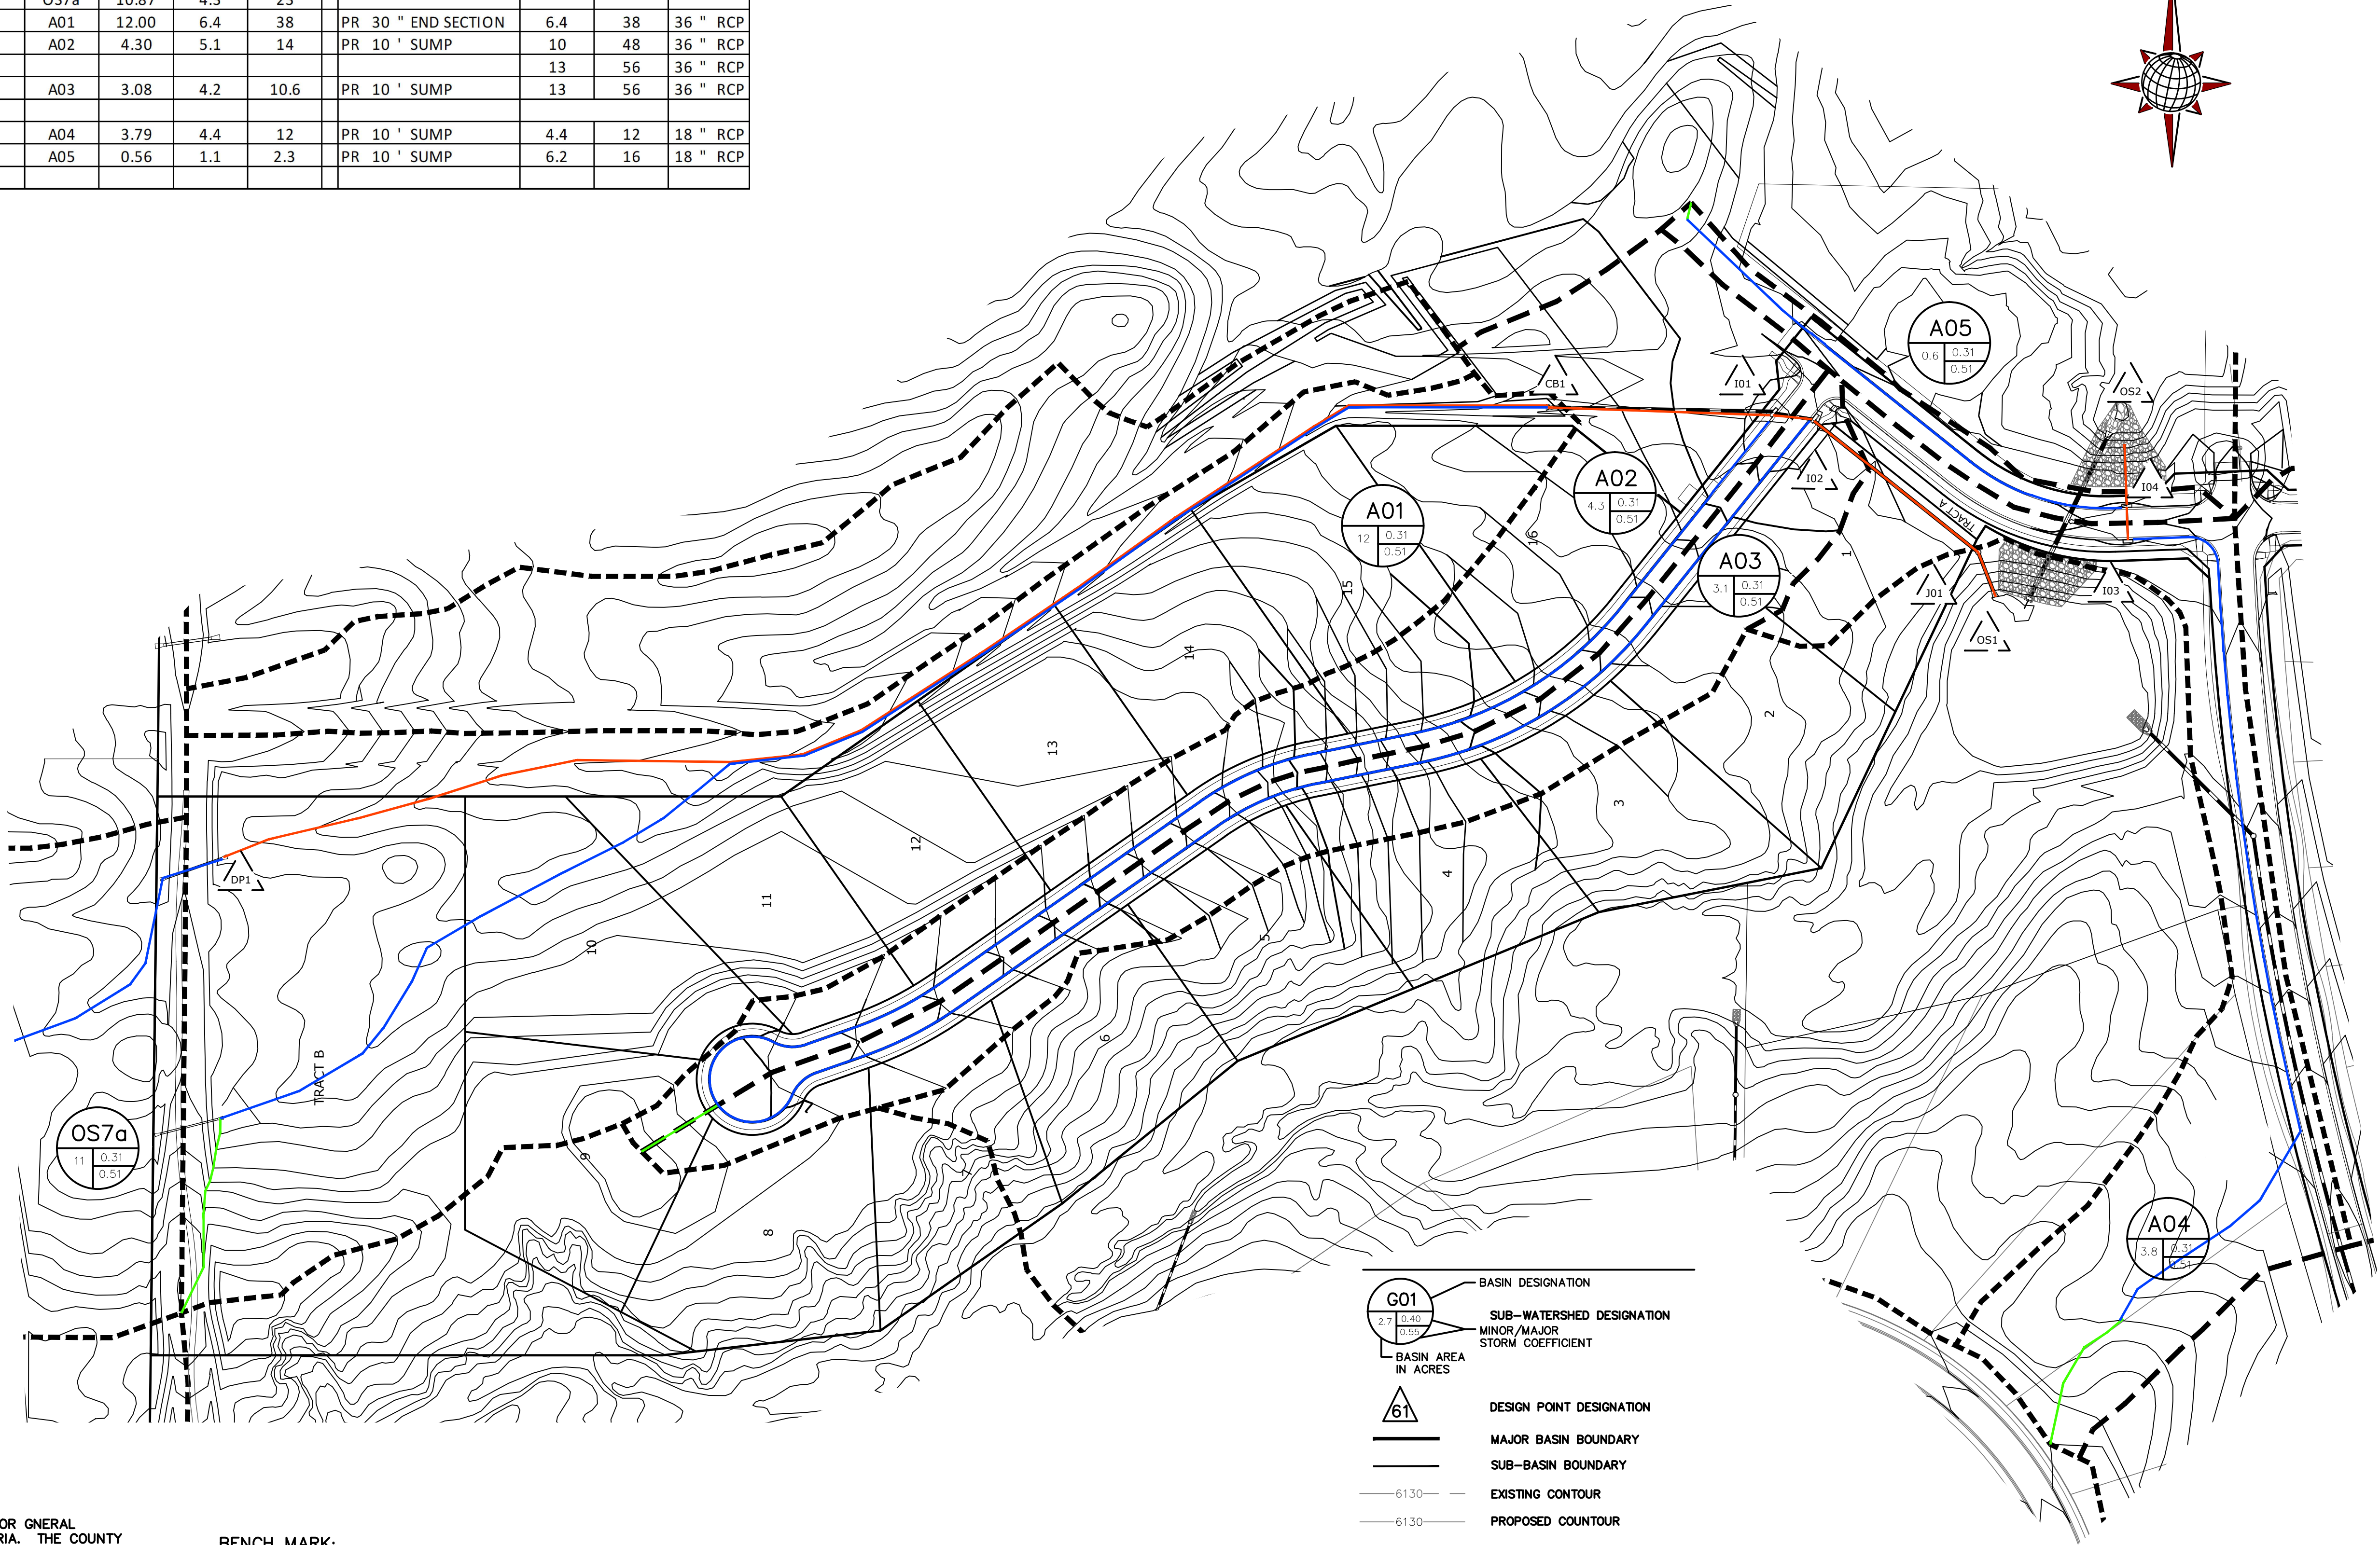 OS7a 10.87 4.3 23
A01 12.00 6.4 38 PR 30 " END SECTION 6.4 38 36 " RCP
A02 4.30 5.1 14 PR 10 ' SUMP 10 48 36 " RCP
13 56 36 " RCP
A03 3.08 4.2 10.6 PR 10 ' SUMP 13 56 36 " RCP
A04 3.79 4.4 12 PR 10 ' SUMP 4.4 12 18 " RCP
A05 0.56 1.1 2.3 PR 10 ' SUMP 6.2 16 18 " RCP
A05
0.6 0.31
0.51
CB1
I01
OS2
A02
4.3 0.31
0.51
I02
I04
A01
12 0.31
0.51
TRACT A
16
1
A03
3.1 0.31
0.51
15
J01
I03
OS1
14
2
13
3
12
4
DP1
11
5
10
6
TRACT B
7
OS7a
11 0.31
0.51
9
7
8
A04
3.8 0.31
0.51
G01
2.7 0.40
0.55
BASIN DESIGNATION
SUB-WATERSHED DESIGNATION
MINOR/MAJOR
STORM COEFFICIENT
BASIN AREA
IN ACRES
61
DESIGN POINT DESIGNATION
MAJOR BASIN BOUNDARY
SUB-BASIN BOUNDARY
6130
EXISTING CONTOUR
6130
PROPOSED COUNTOUR
OR GNERAL
RIA. THE COUNTY
BENCH MARK: